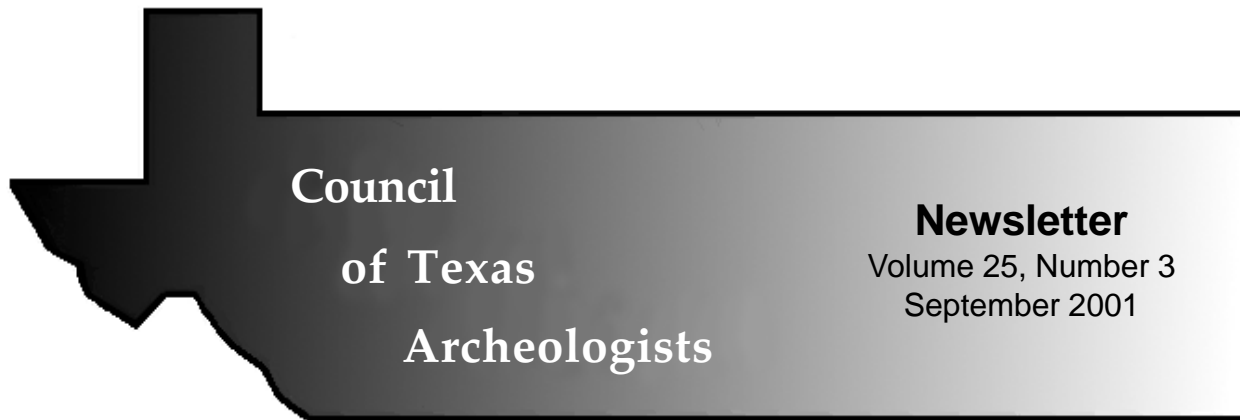 Council
of Texas
Archeologists
Newsletter
Volume 25, Number 3
September 2001